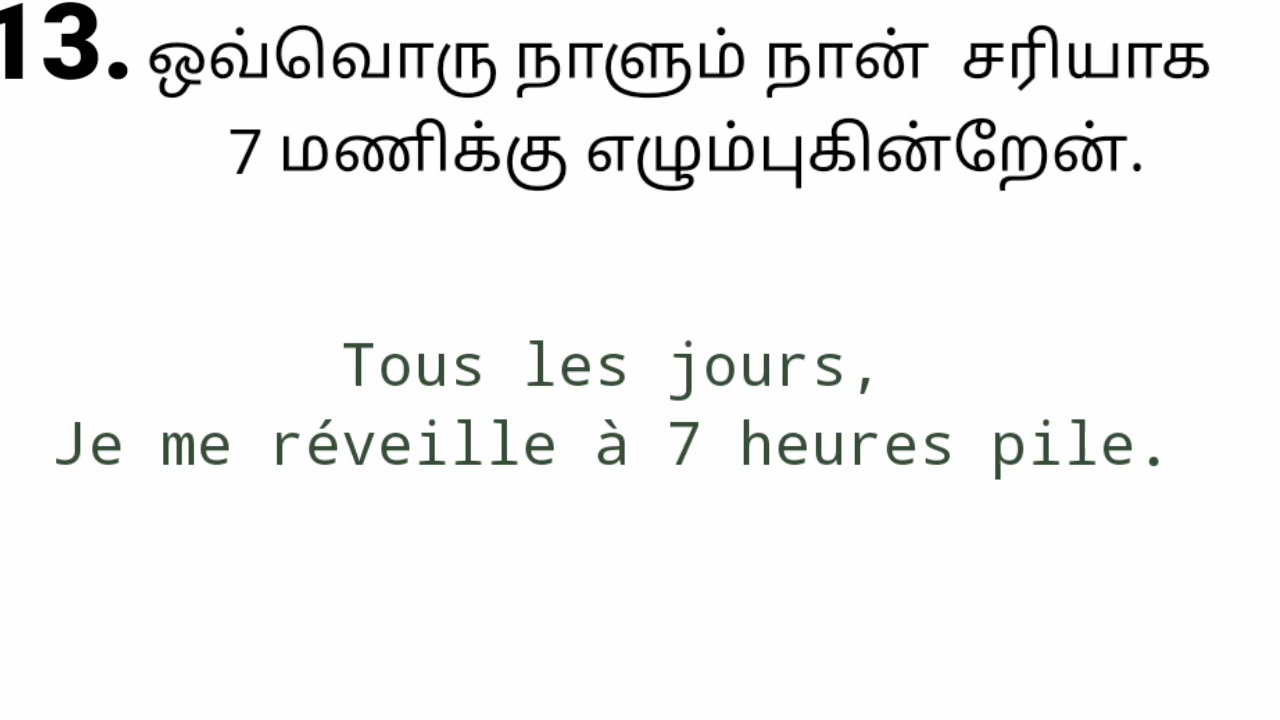 13. ஒவ்வொரு நாளும் நான் சரியாக
7 மணிக்கு எழும்புகின்றேன்.
Tous les jours,
Je me réveille à 7 heures pile.